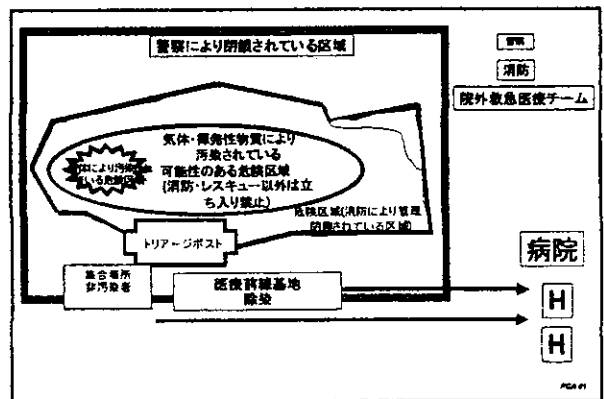 警察により閉鎖されている区域
警察
消防
院外救急医療チーム
気体・揮発性物質により
汚染されている
可能性のある危険区域
(消防・レスキュー以外は立
ち入り禁止)
危険区域(消防により管理
閉鎖されている区域)
トリアージポスト
集合場所
非汚染者
医療前線基地
除染
病院
H
H